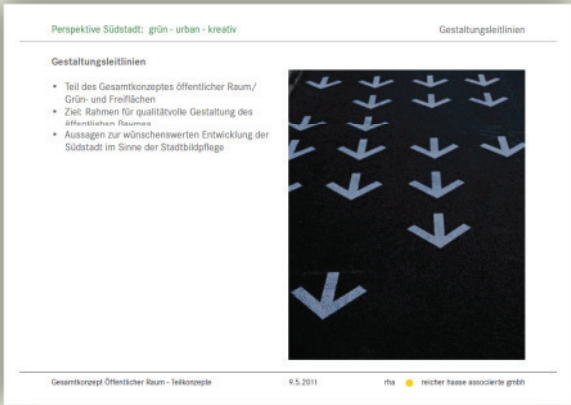 Perspektive Südstadt: grün - urban - kreativ
Gestaltungsleitlinien
Gestaltungsleitlinien
• Teil des Gesamtkonzeptes öffentlicher Raum/
Grün- und Freiflächen
• Ziel: Rahmen für qualitätvolle Gestaltung des
öffentlichen Raumes
• Aussagen zur wünschenswerten Entwicklung der
Südstadt im Sinne der Stadtbildpflege
Gesamtkonzept Öffentlicher Raum - Teilkonzepte
9.5.2011
rha
reicher haase associierte gmbh